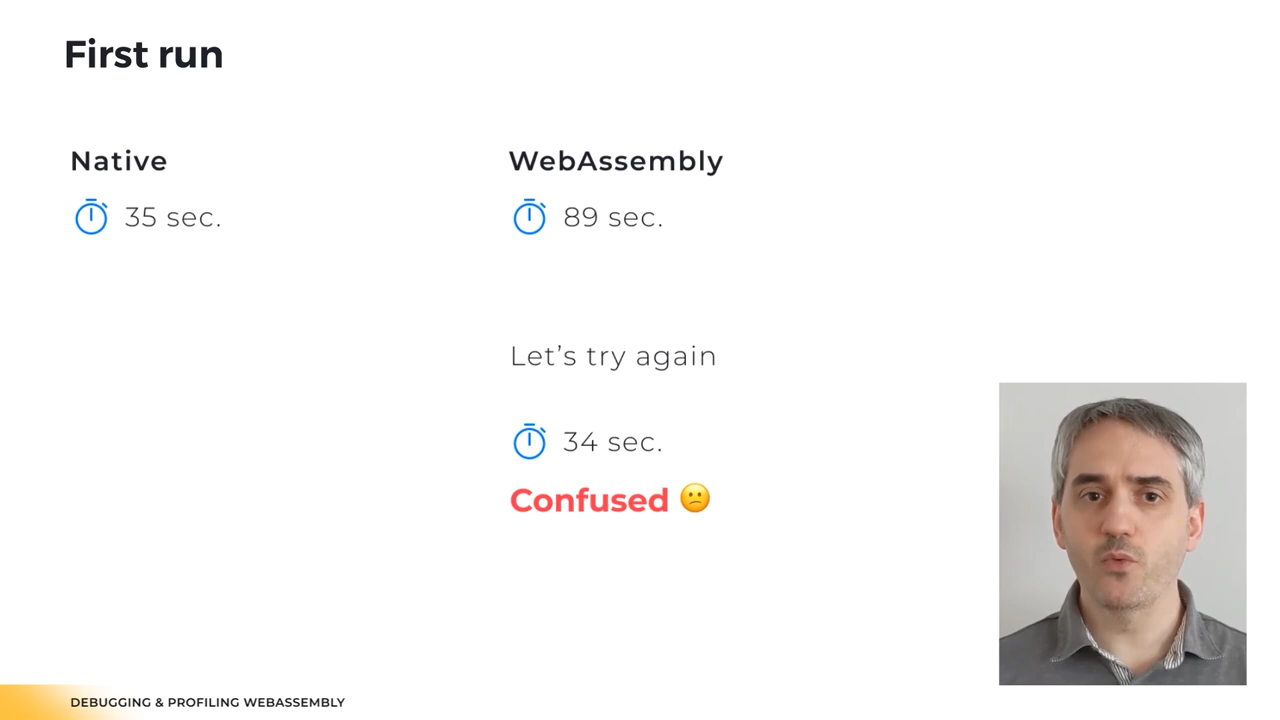 First run
Native
35 sec.
WebAssembly
89 sec.
Let's try again
34 sec.
Confused 😕
DEBUGGING & PROFILING WEBASSEMBLY